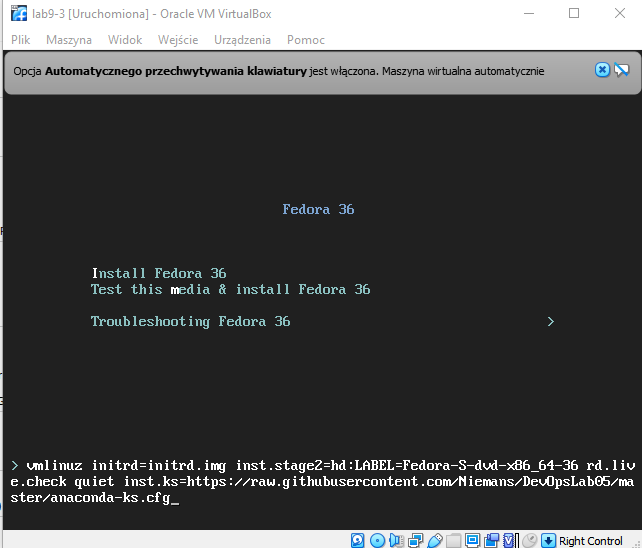 lab9-3 [Uruchomiona] - Oracle VM VirtualBox
Plik Maszyna Widok Wejście Urządzenia Pomoc
Opcja Automatycznego przechwytywania klawiatury jest włączona. Maszyna wirtualna automatycznie
Fedora 36
Install Fedora 36
Test this media & install Fedora 36
Troubleshooting Fedora 36 >
> vmlinuz initrd=initrd.img inst.stage2=hd:LABEL=Fedora-S-dvd-x86_64-36 rd.liv
e.check quiet inst.ks=https://raw.githubusercontent.com/Niemans/DevOpsLab05/ma
ster/anaconda-ks.cfg_
Right Control